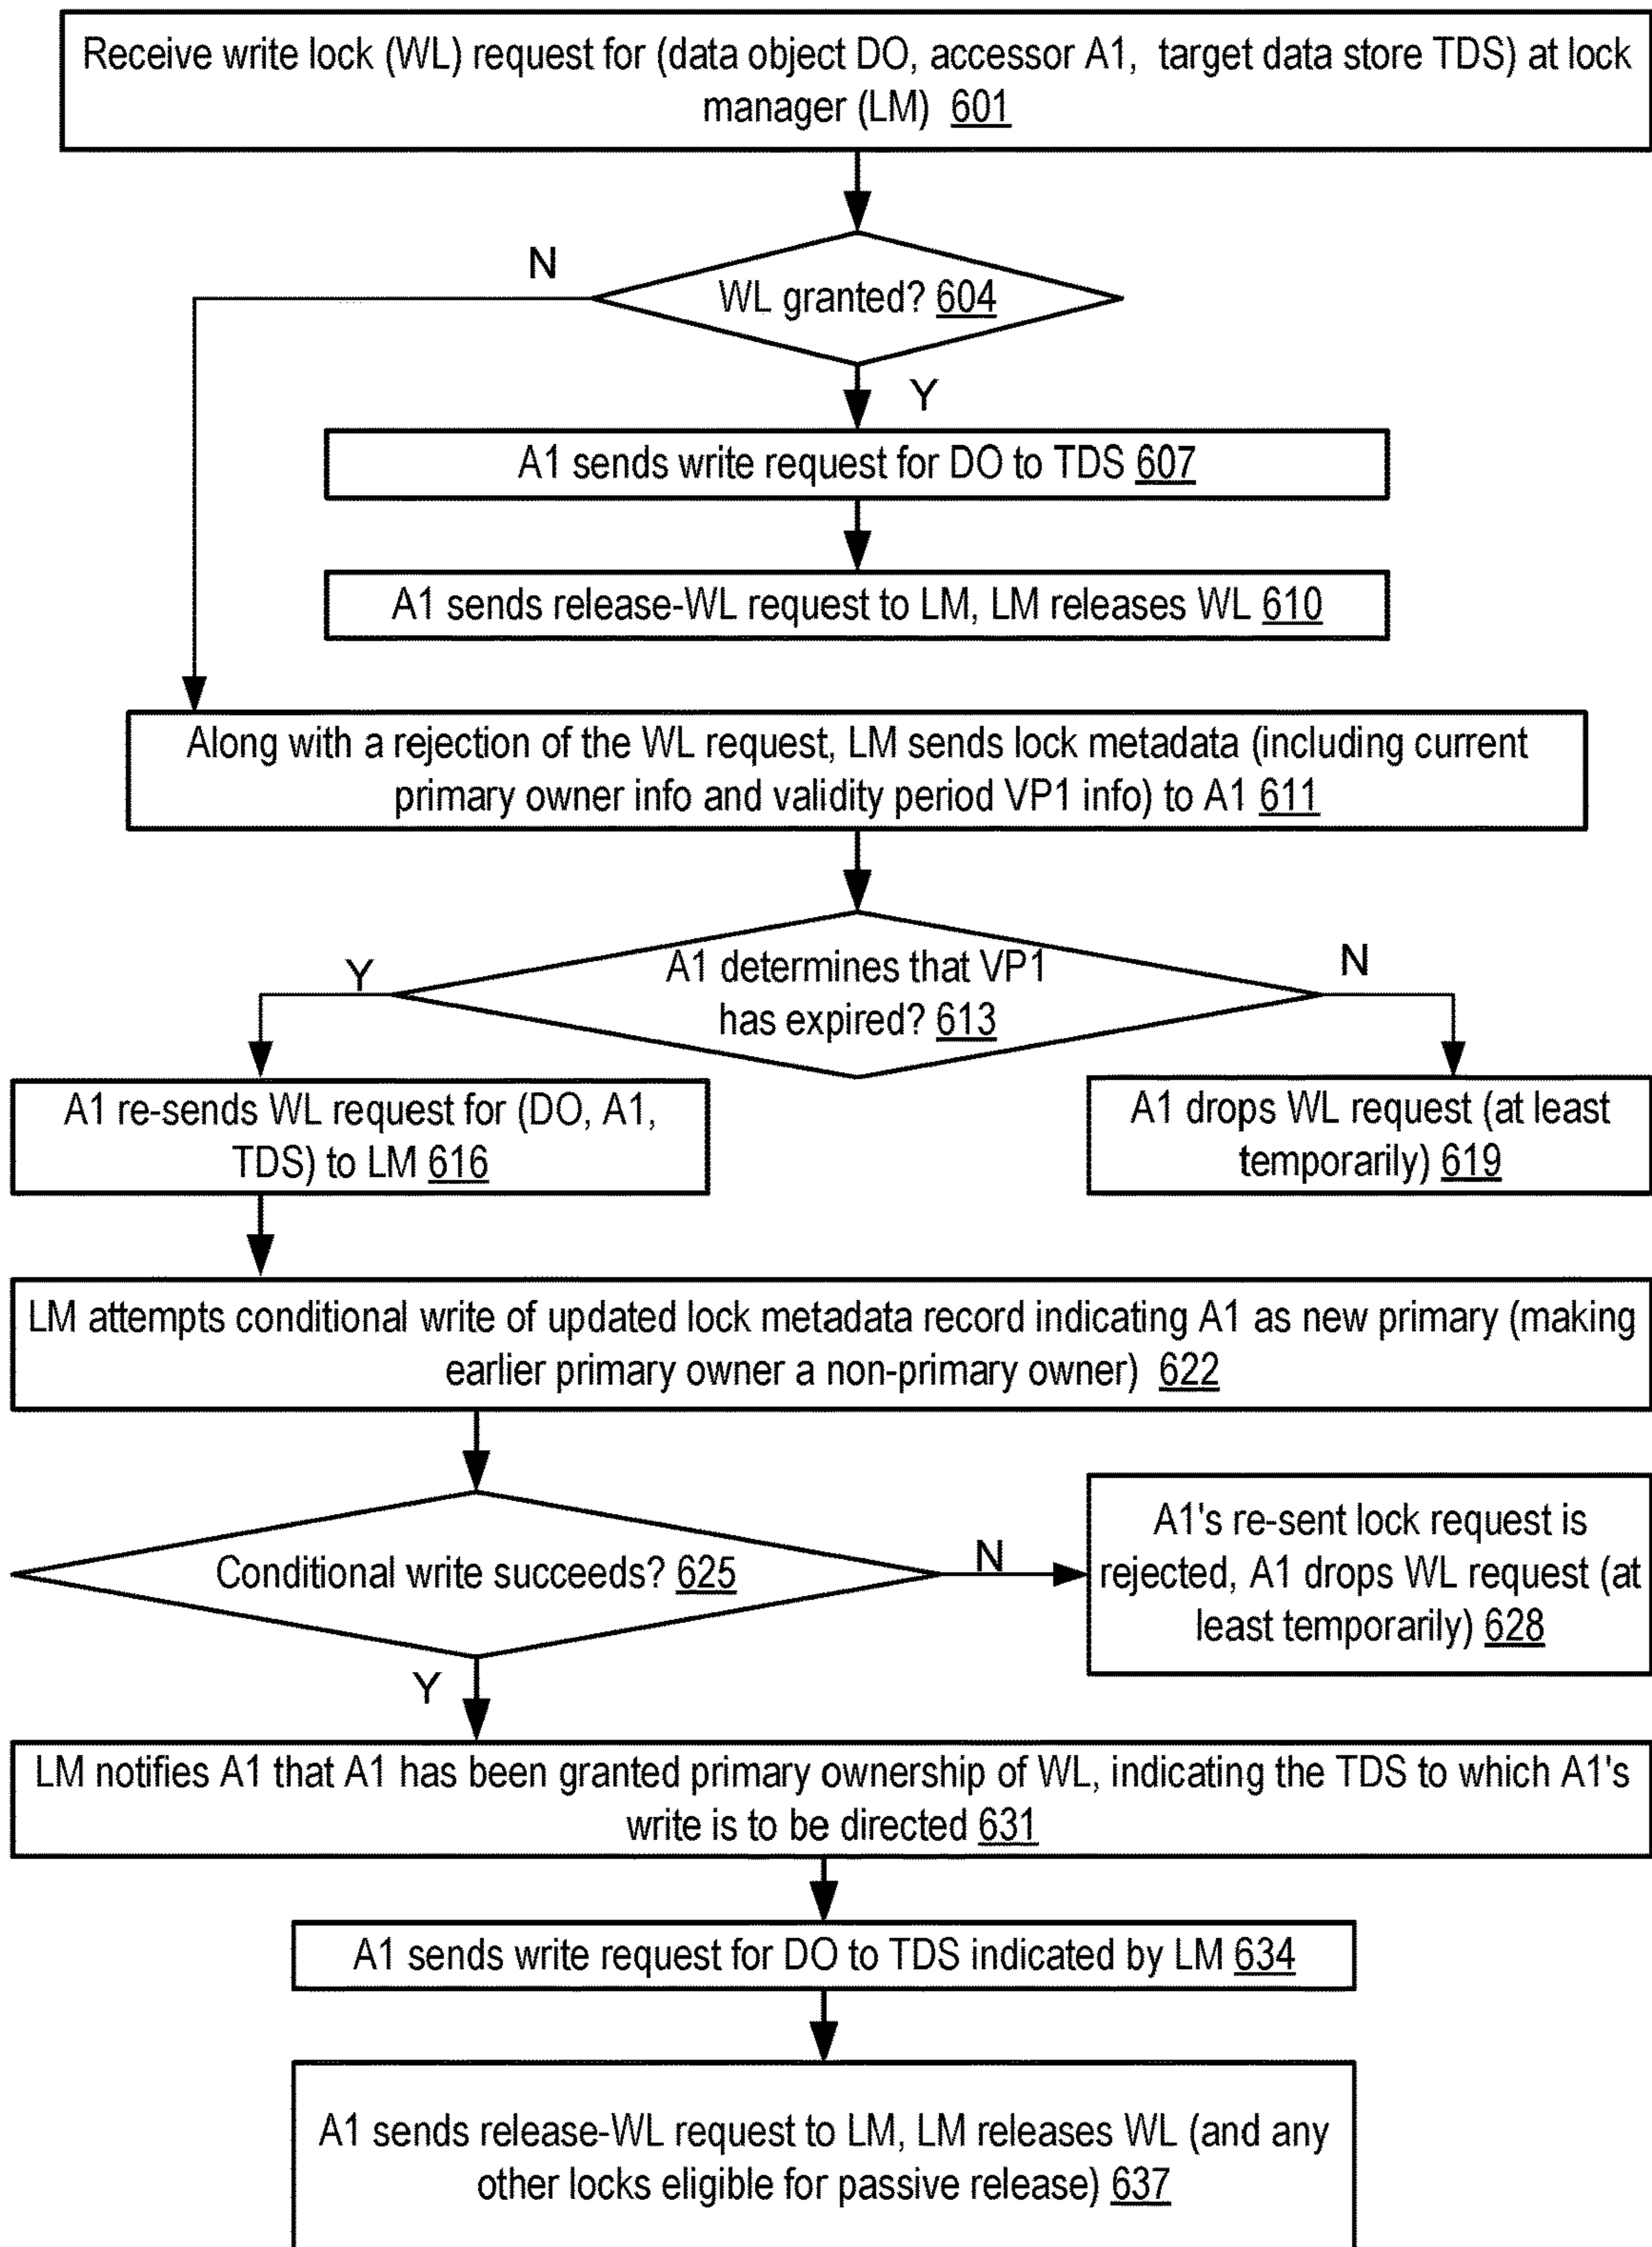 Receive write lock (WL) request for (data object DO, accessor A1, target data store TDS) at lock
manager (LM) 601
N
WL granted? 604
Y
A1 sends write request for DO to TDS 607
A1 sends release-WL request to LM, LM releases WL 610
Along with a rejection of the WL request, LM sends lock metadata (including current
primary owner info and validity period VP1 info) to A1 611
Y
A1 determines that VP1
has expired? 613
N
A1 re-sends WL request for (DO, A1,
TDS) to LM 616
A1 drops WL request (at least
temporarily) 619
LM attempts conditional write of updated lock metadata record indicating A1 as new primary (making
earlier primary owner a non-primary owner) 622
Conditional write succeeds? 625
N
A1's re-sent lock request is
rejected, A1 drops WL request (at
least temporarily) 628
Y
LM notifies A1 that A1 has been granted primary ownership of WL, indicating the TDS to which A1's
write is to be directed 631
A1 sends write request for DO to TDS indicated by LM 634
A1 sends release-WL request to LM, LM releases WL (and any
other locks eligible for passive release) 637